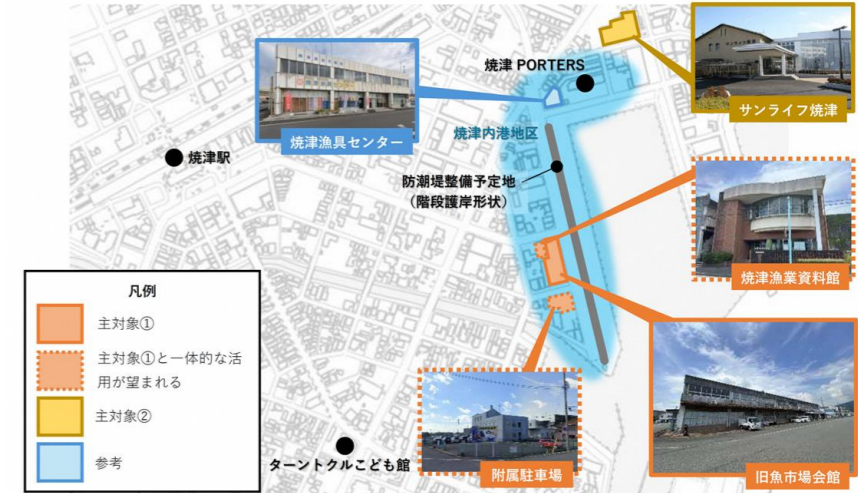 焼津 PORTERS
サンライフ焼津
焼津漁具センター
焼津内港地区
焼津駅
防潮堤整備予定地
（階段護岸形状）
焼津漁業資料館
凡例
主対象①
主対象①と一体的な活
用が望まれる
主対象②
参考
附属駐車場
旧魚市場会館
ターントクルこども館